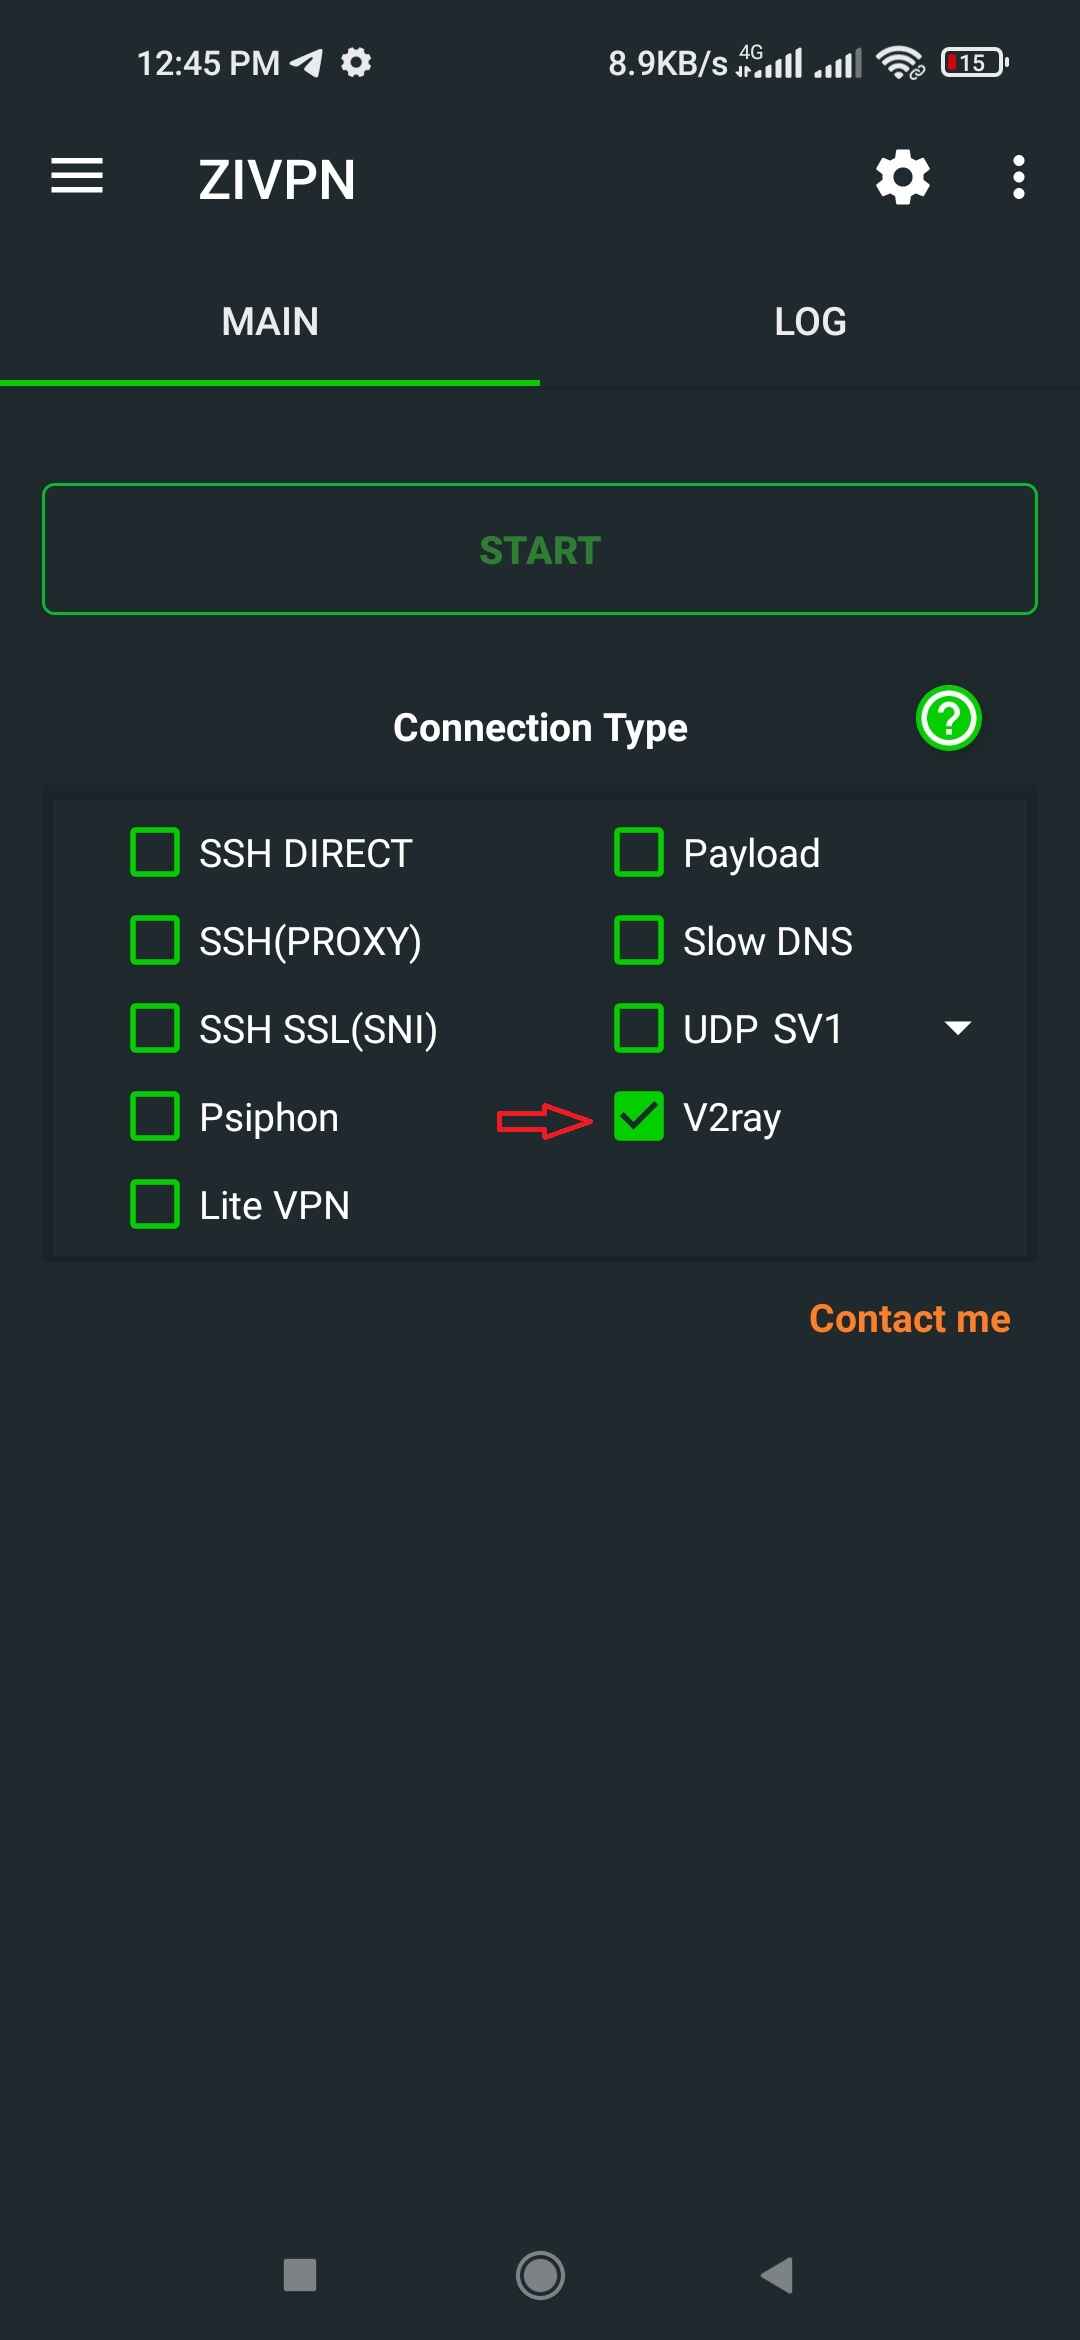 12:45 PM 8.9KB/s 4G 15
ZIVPN
MAIN LOG
START
Connection Type ?
SSH DIRECT Payload
SSH(PROXY) Slow DNS
SSH SSL(SNI) UDP SV1
Psiphon V2ray
Lite VPN
Contact me